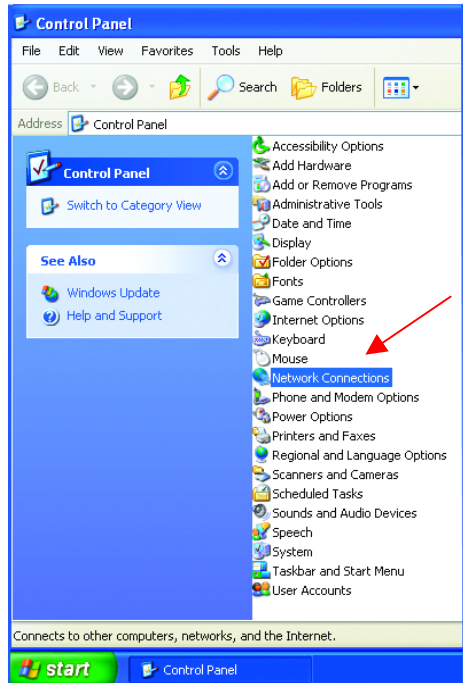 Control Panel
File Edit View Favorites Tools Help
Back Search Folders
Address Control Panel
Control Panel
Switch to Category View
See Also
Windows Update
Help and Support
Accessibility Options
Add Hardware
Add or Remove Programs
Administrative Tools
Date and Time
Display
Folder Options
Fonts
Game Controllers
Internet Options
Keyboard
Mouse
Network Connections
Phone and Modem Options
Power Options
Printers and Faxes
Regional and Language Options
Scanners and Cameras
Scheduled Tasks
Sounds and Audio Devices
Speech
System
Taskbar and Start Menu
User Accounts
Connects to other computers, networks, and the Internet.
start Control Panel